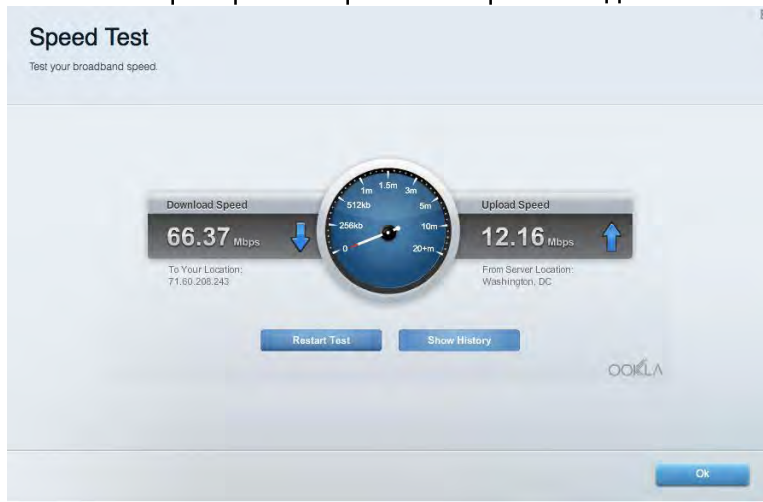 Speed Test
Test your broadband speed.
Download Speed
66.37 Mbps
To Your Location:
71.60.208.243
0
256kb
512kb
1m
1.5m
3m
5m
10m
20+m
Upload Speed
12.16 Mbps
From Server Location:
Washington, DC
Restart Test
Show History
OOKLA
Ok